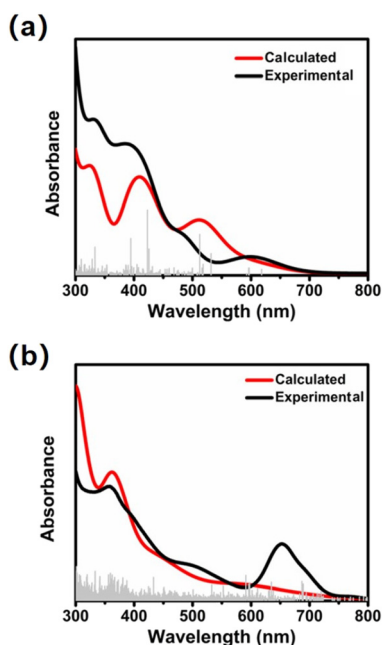 (a)
Calculated
Experimental
Absorbance
300 400 500 600 700 800
Wavelength (nm)
(b)
Calculated
Experimental
Absorbance
300 400 500 600 700 800
Wavelength (nm)